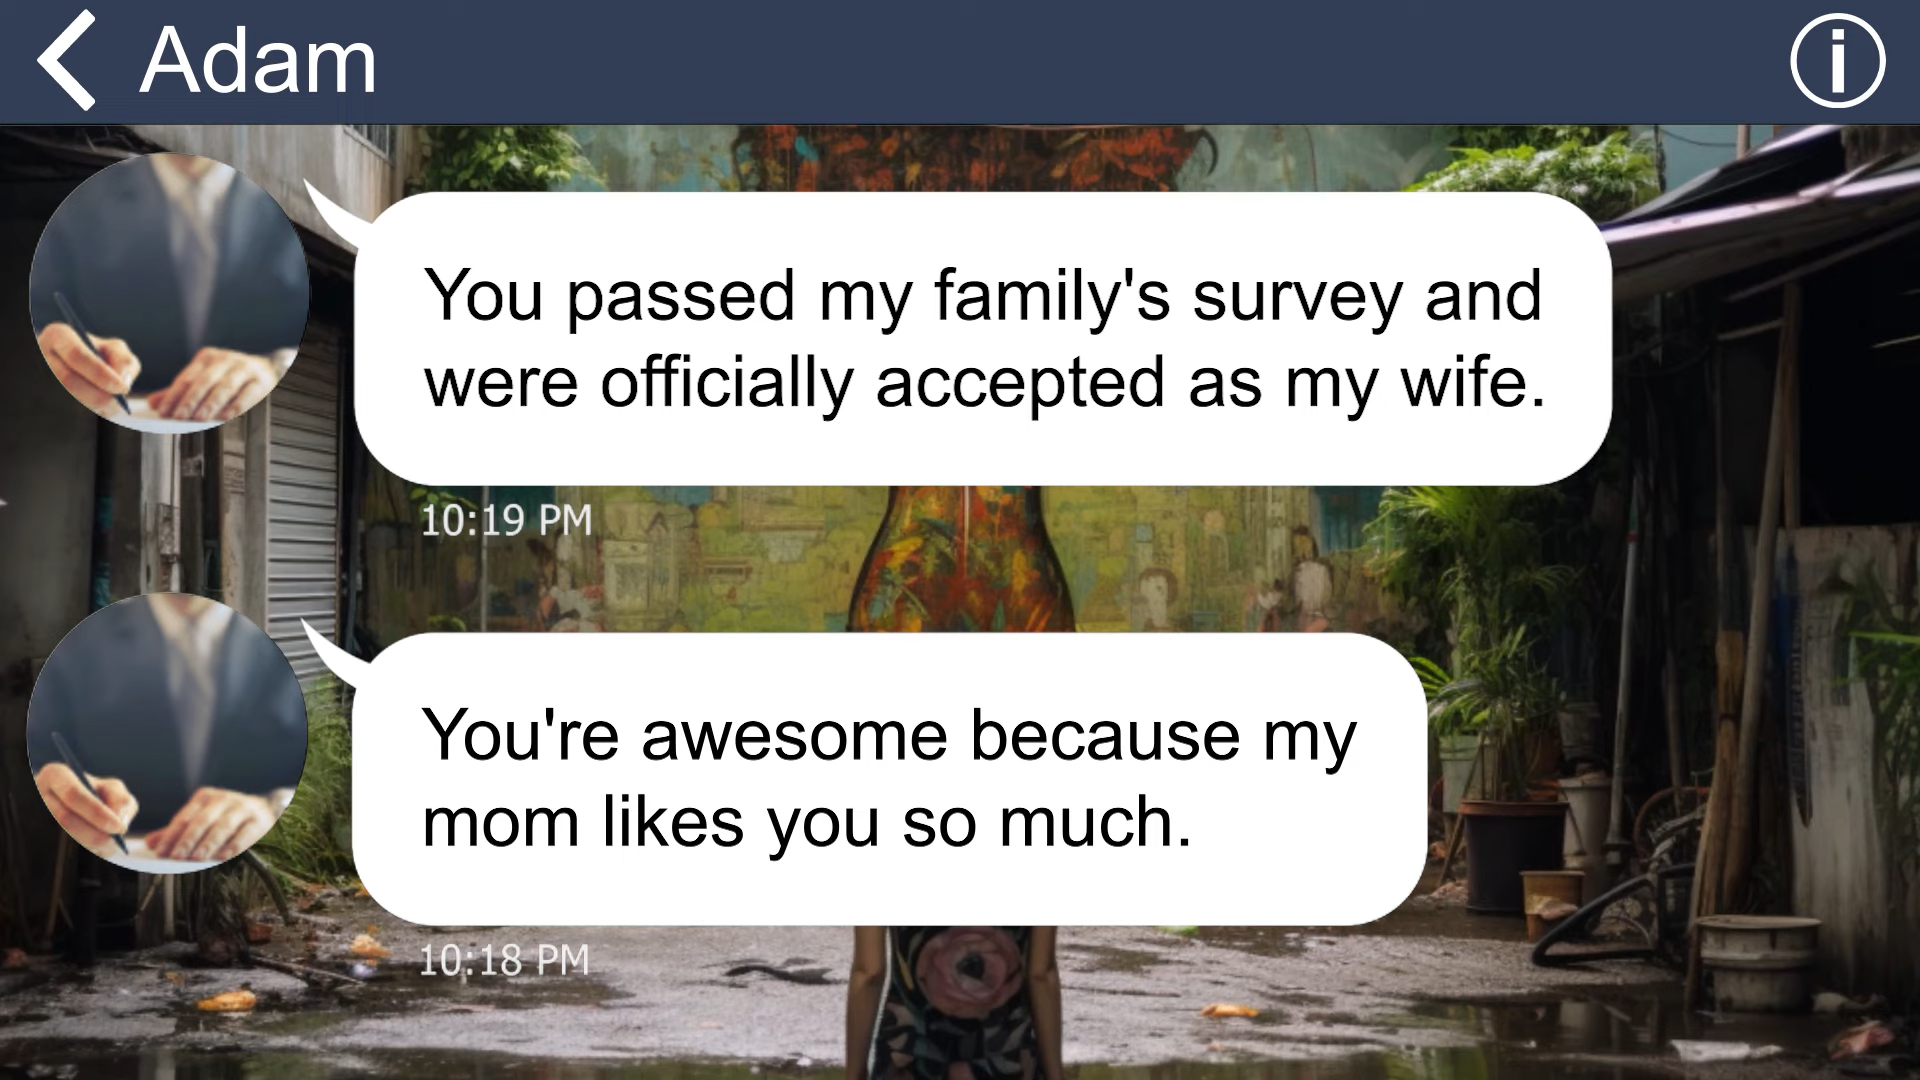 Adam
You passed my family's survey and
were officially accepted as my wife.
10:19 PM
You're awesome because my
mom likes you so much.
10:18 PM